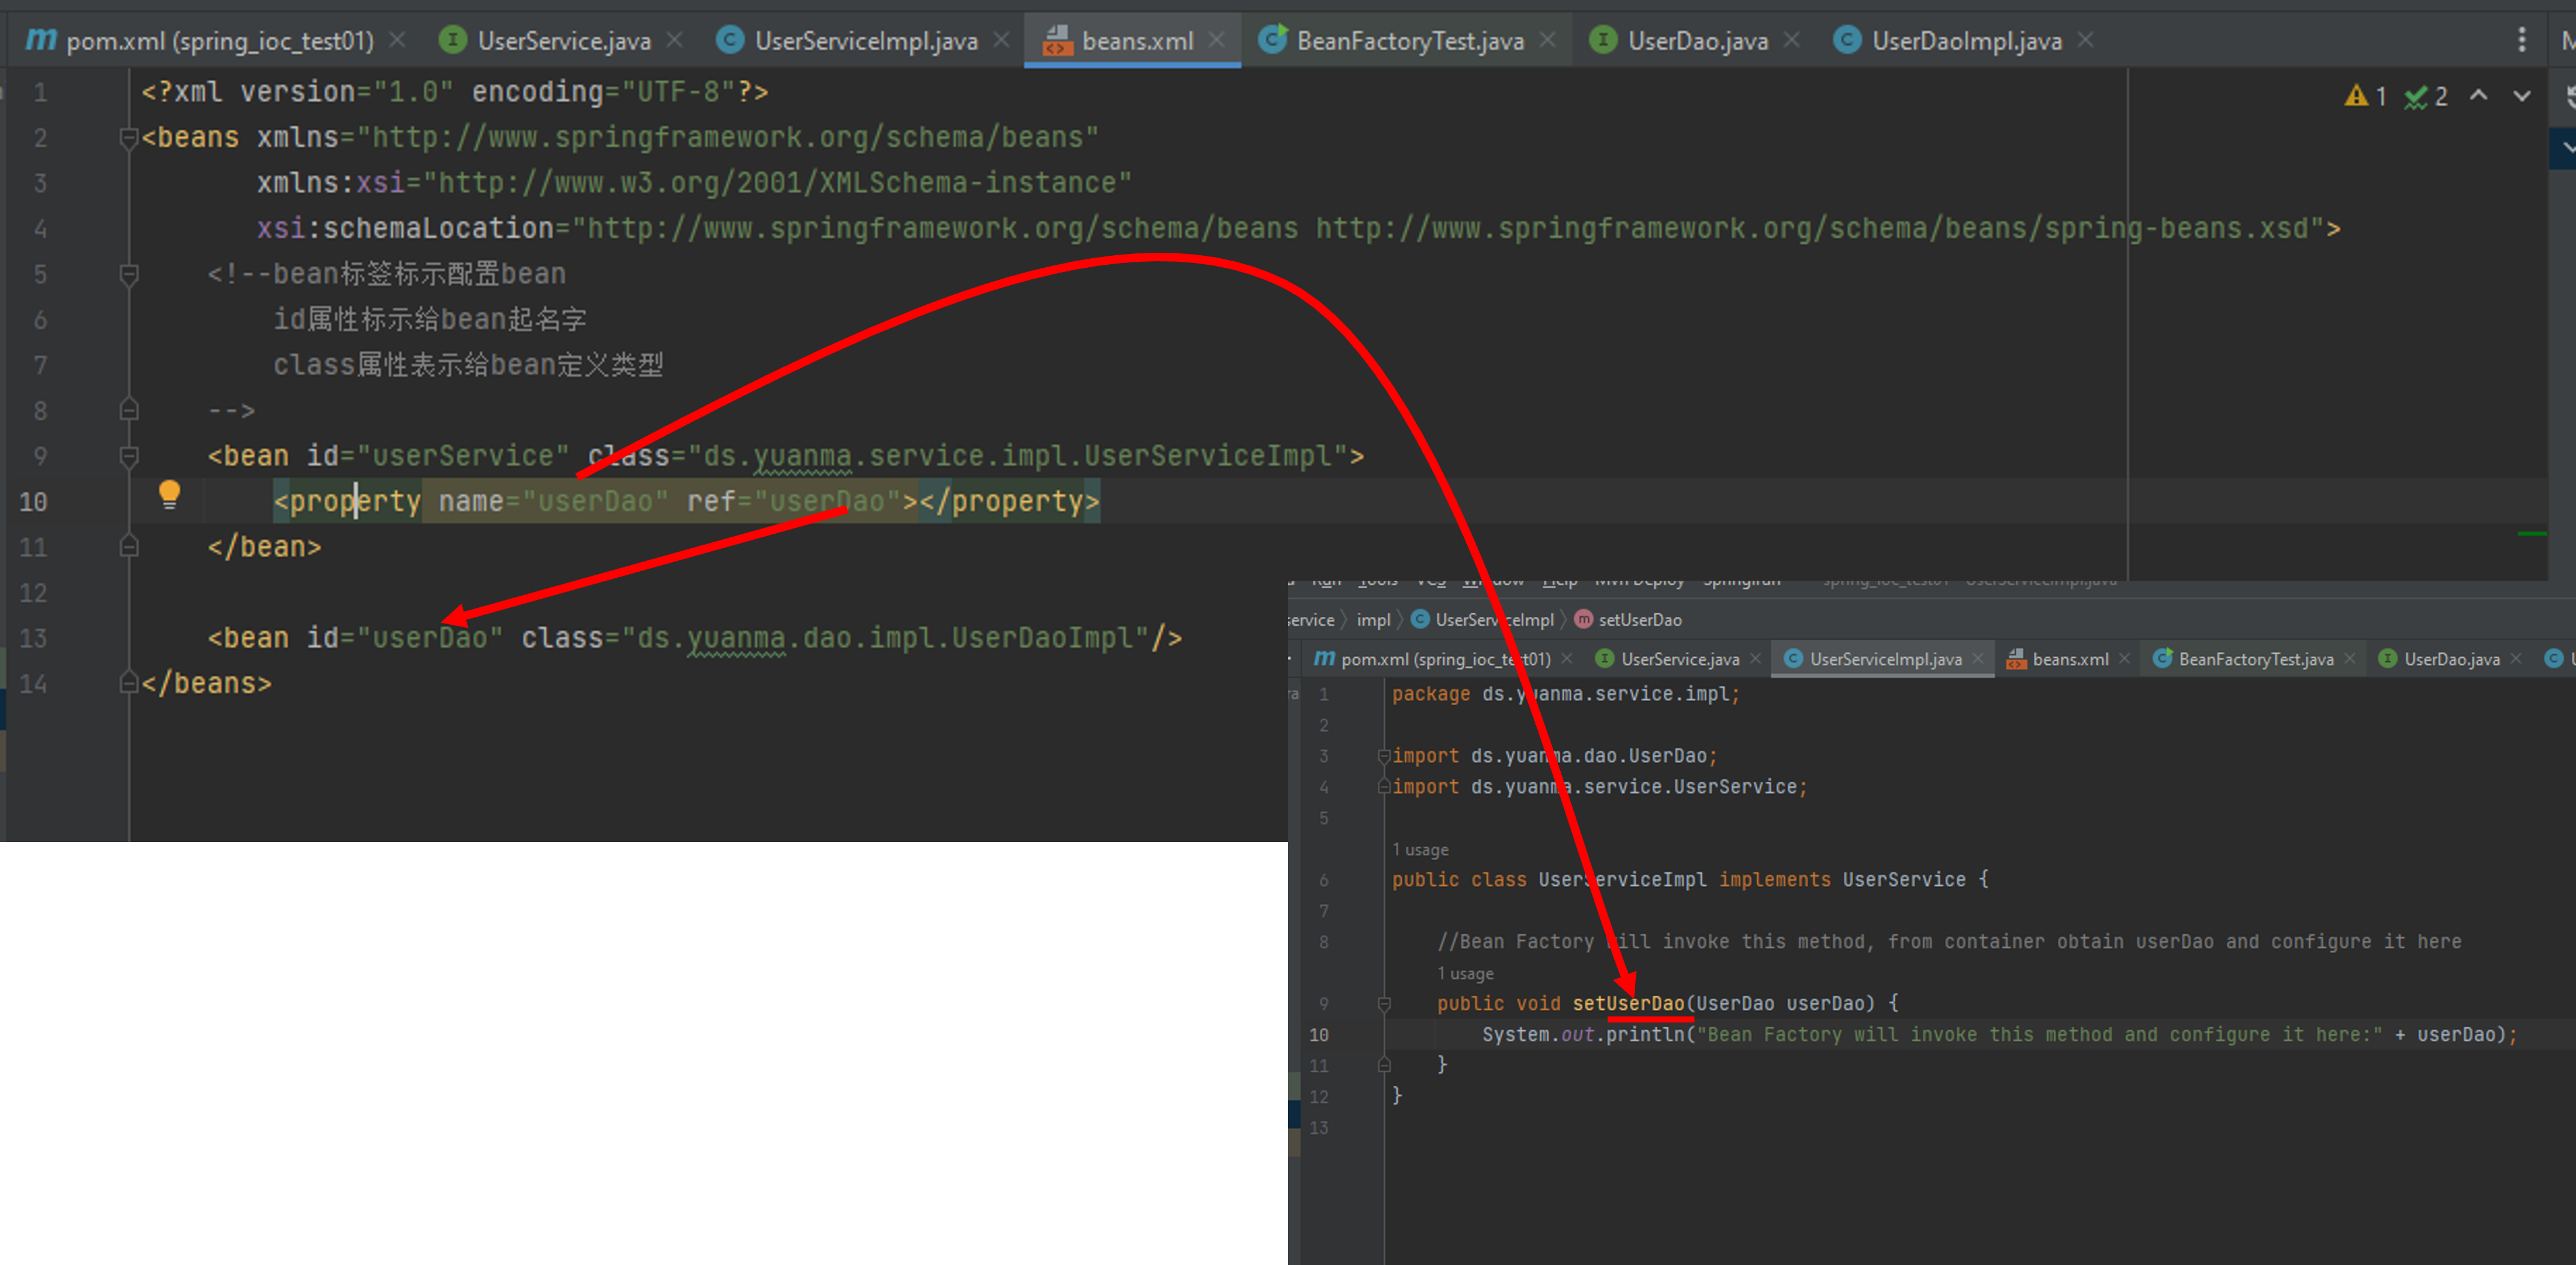 pom.xml (spring_ioc_test01) UserService.java UserServiceImpl.java beans.xml BeanFactoryTest.java UserDao.java UserDaoImpl.java
1 <?xml version="1.0" encoding="UTF-8"?>
2 <beans xmlns="http://www.springframework.org/schema/beans"
3 xmlns:xsi="http://www.w3.org/2001/XMLSchema-instance"
4 xsi:schemaLocation="http://www.springframework.org/schema/beans http://www.springframework.org/schema/beans/spring-beans.xsd">
5 <!--bean标签标示配置bean
6 id属性标示给bean起名字
7 class属性表示给bean定义类型
8 -->
9 <bean id="userService" class="ds.yuanma.service.impl.UserServiceImpl">
10 <property name="userDao" ref="userDao"></property>
11 </bean>
12
13 <bean id="userDao" class="ds.yuanma.dao.impl.UserDaoImpl"/>
14 </beans>
1 2
Run Tools VCS Window Help Mvn Deploy spring_ioc_test01 UserServiceImpl.java
service impl UserServiceImpl setUserDao
pom.xml (spring_ioc_test01) UserService.java UserServiceImpl.java beans.xml BeanFactoryTest.java UserDao.java
1 package ds.yuanma.service.impl;
2
3 import ds.yuanma.dao.UserDao;
4 import ds.yuanma.service.UserService;
5
1 usage
6 public class UserServiceImpl implements UserService {
7
8 //Bean Factory will invoke this method, from container obtain userDao and configure it here
1 usage
9 public void setUserDao(UserDao userDao) {
10 System.out.println("Bean Factory will invoke this method and configure it here:" + userDao);
11 }
12 }
13